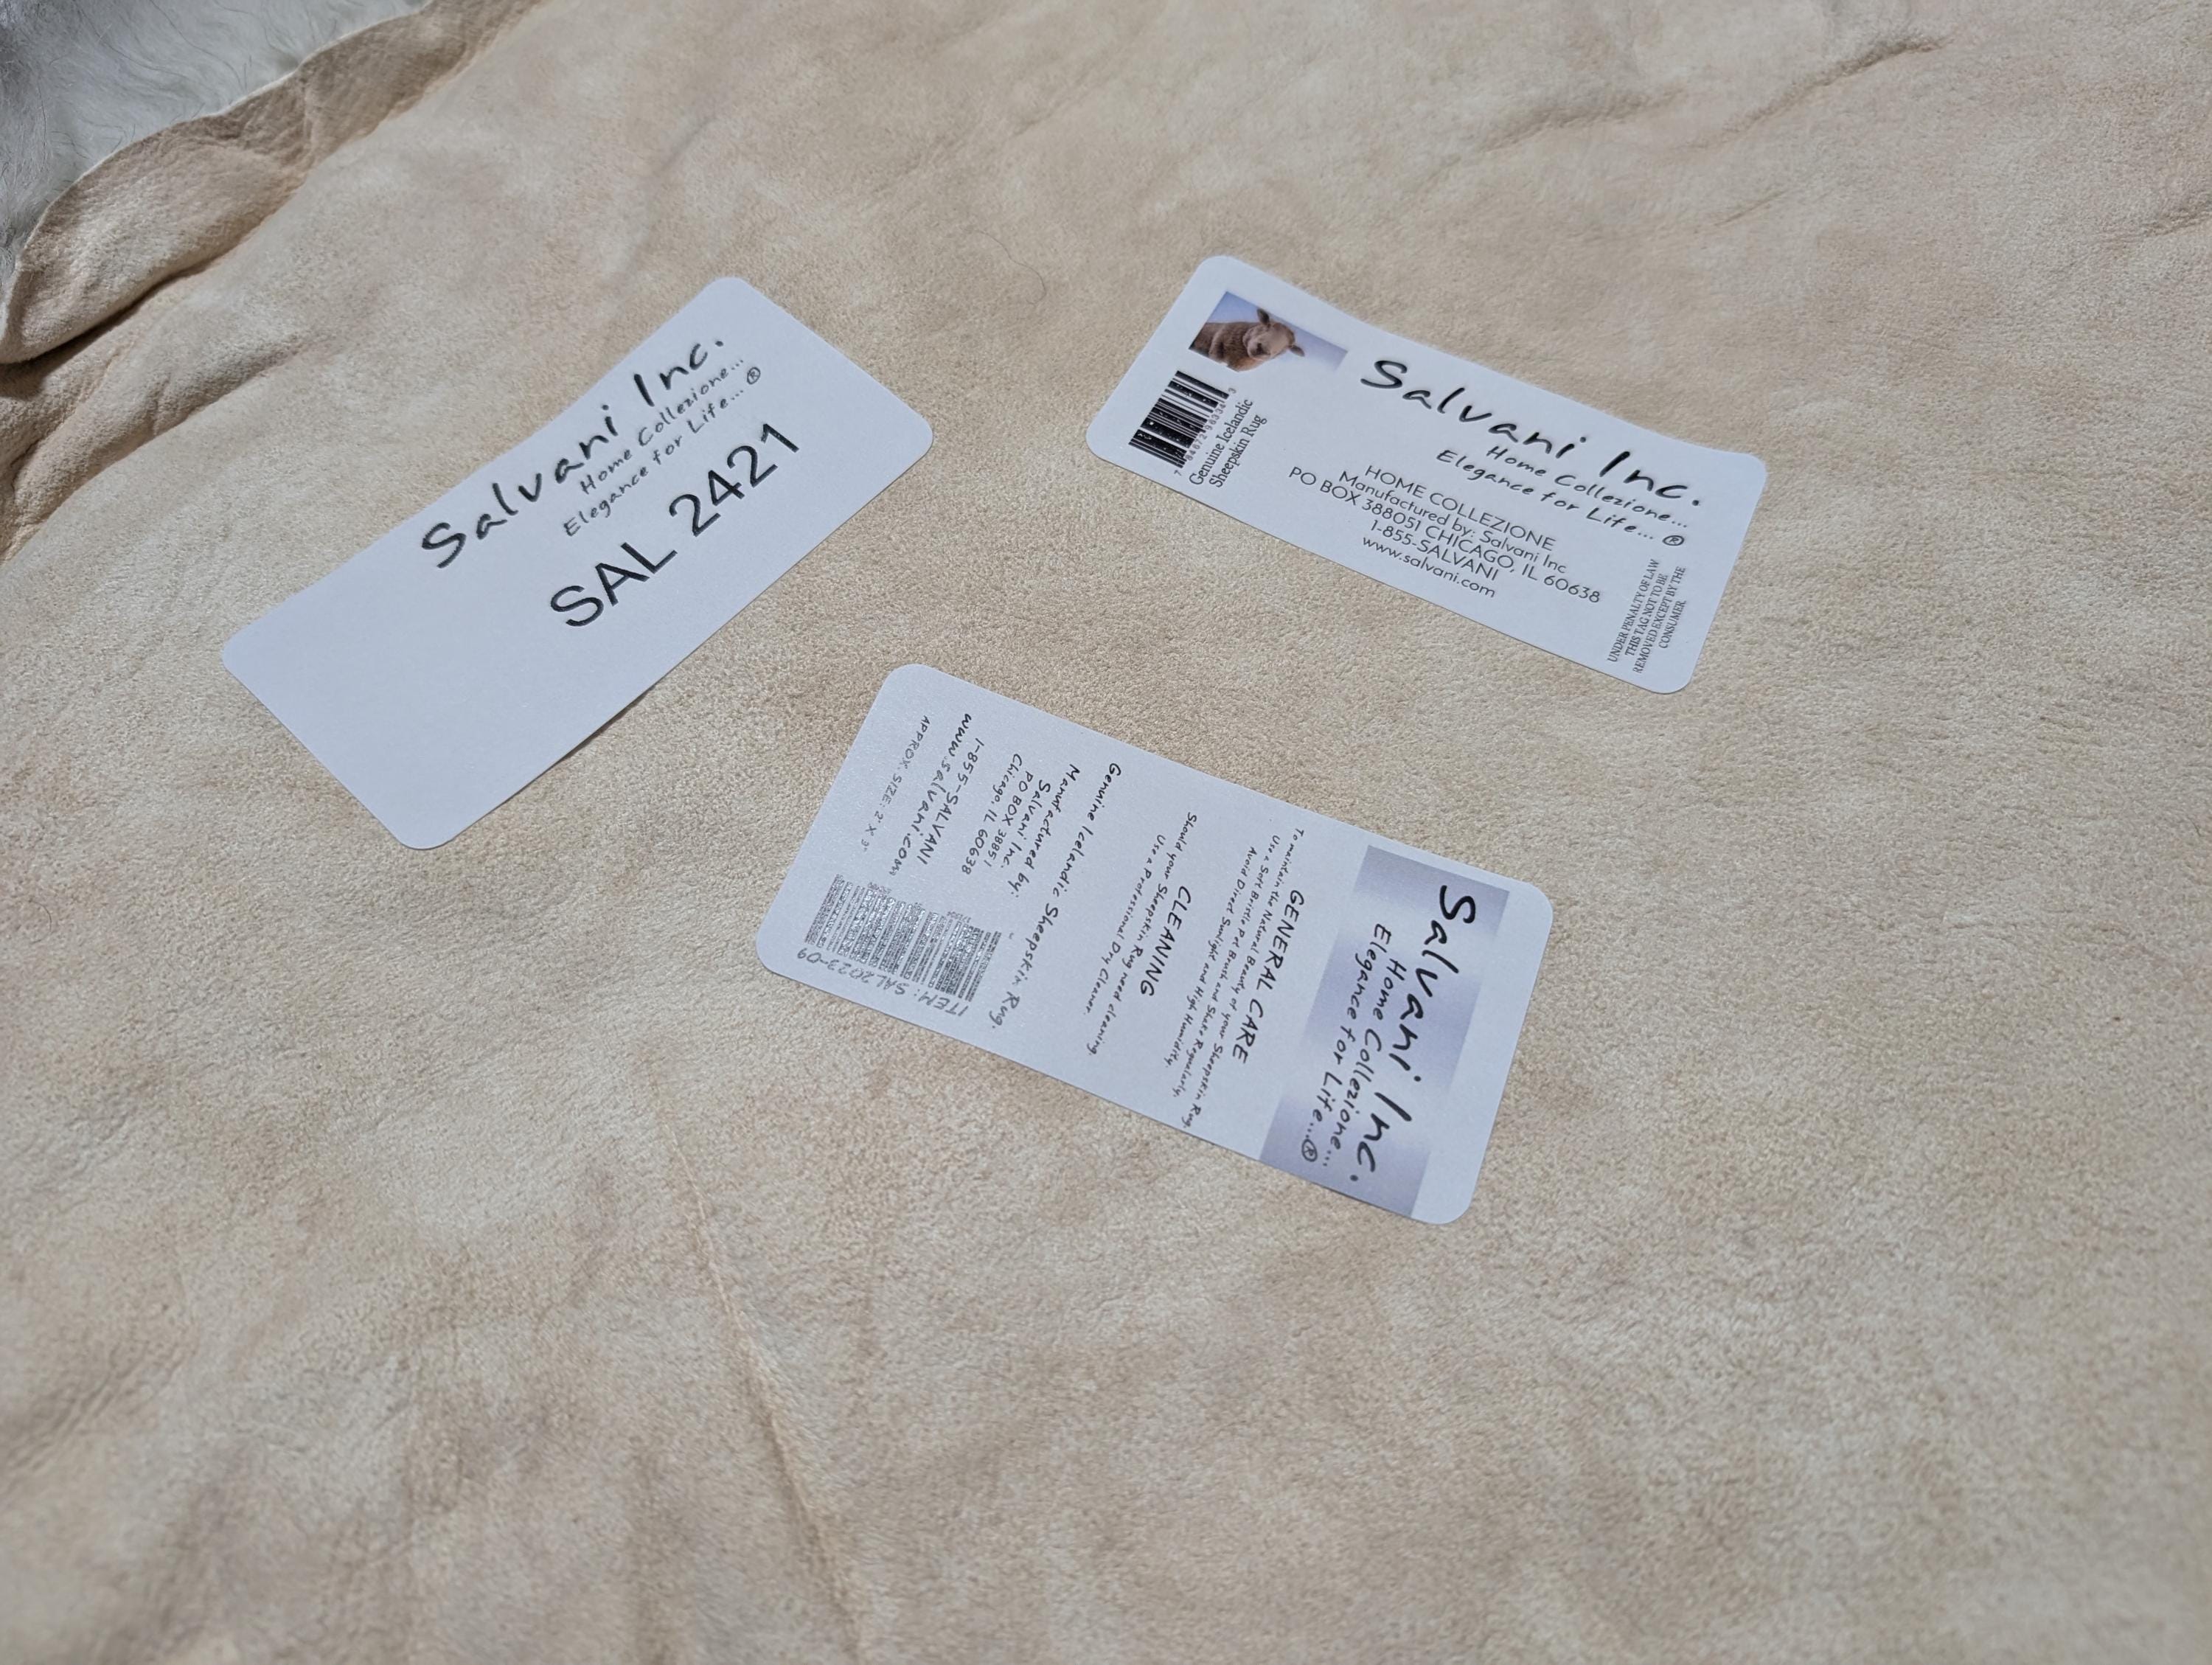 Salvani Inc.
Home Collezione...
Elegance for Life... ®
SAL 2421
Salvani Inc.
Home Collezione...
Elegance for Life... ®
HOME COLLEZIONE
Manufactured by: Salvani Inc
PO BOX 388051 CHICAGO, IL 60638
1-855-SALVANI
www.salvani.com
Genuine Icelandic
Sheepskin Rug
UNDER PENALTY OF LAW
THIS TAG NOT TO BE
REMOVED EXCEPT BY THE
CONSUMER
Salvani Inc.
Home Collezione...
Elegance for Life...®
GENERAL CARE
To maintain the Natural Beauty of your Sheepskin Rug,
Use a Soft Bristle Pet Brush and Shake Regularly.
Avoid Direct Sunlight and High Humidity.
CLEANING
Should your Sheepskin Rug need cleaning
Use a Professional Dry Cleaner.
Genuine Icelandic Sheepskin Rug.
Manufactured by:
Salvani Inc.
PO BOX 38851
Chicago, IL 60638
1-855-SALVANI
www.salvani.com
APPROX. SIZE: 2' X 3'
ITEM: SAL2023-09